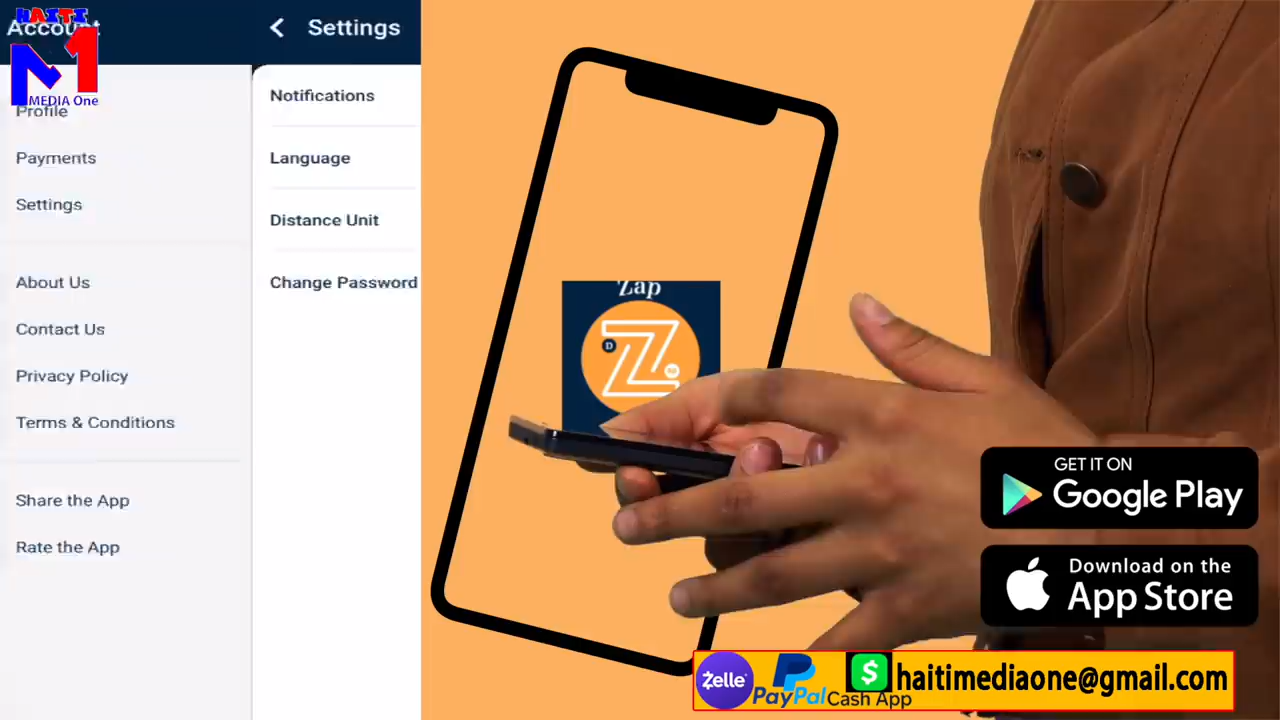 HAITI
M1
MEDIA One
Account
Profile
Payments
Settings
About Us
Contact Us
Privacy Policy
Terms & Conditions
Share the App
Rate the App
Settings
Notifications
Language
Distance Unit
Change Password
Zap
Z
D
GET IT ON
Google Play
Download on the
App Store
Zelle
PayPal
$
Cash App
haitimediaone@gmail.com